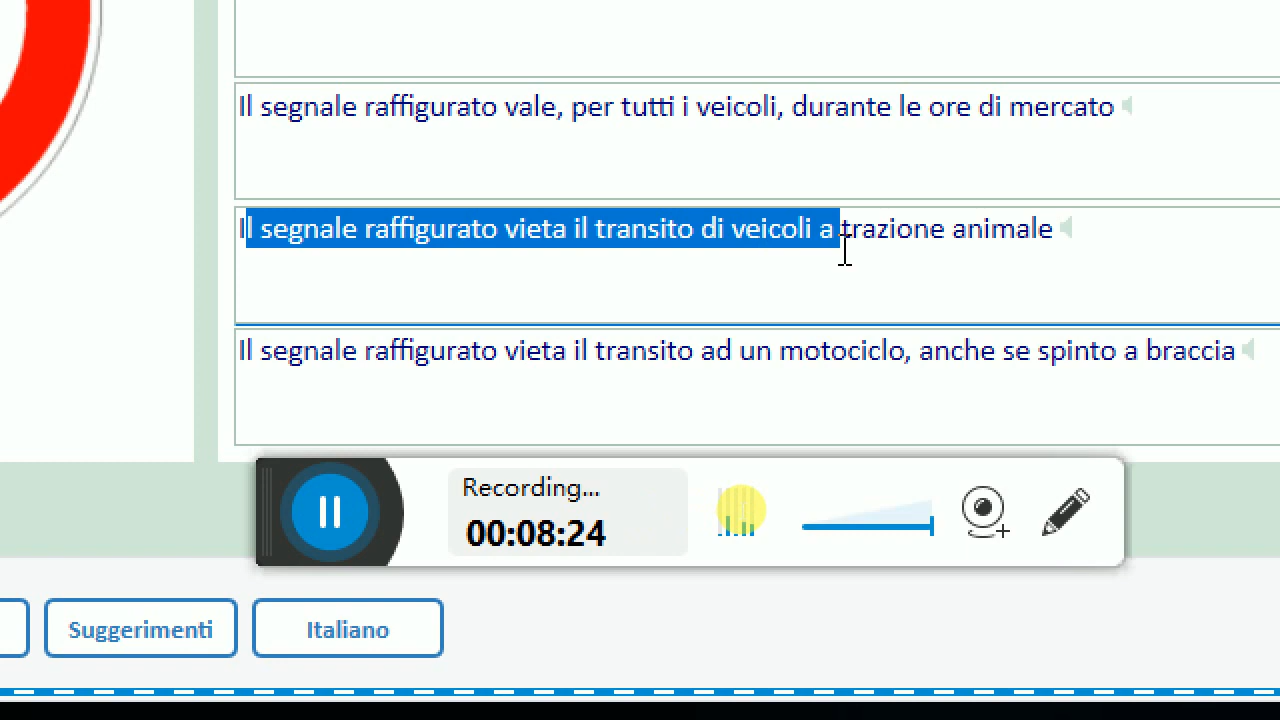 Il segnale raffigurato vale, per tutti i veicoli, durante le ore di mercato
Il segnale raffigurato vieta il transito di veicoli a trazione animale
Il segnale raffigurato vieta il transito ad un motociclo, anche se spinto a braccia
Recording...
00:08:24
Suggerimenti
Italiano